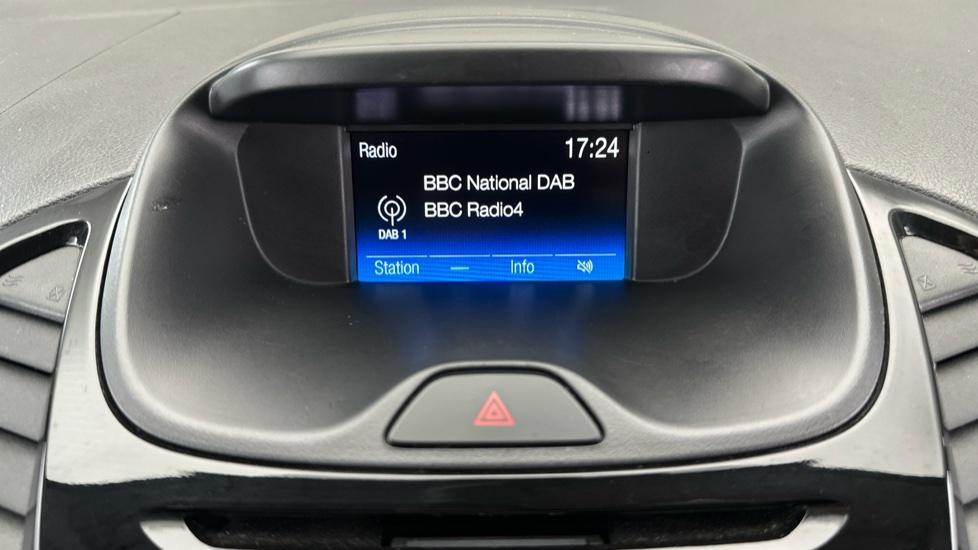 Radio 17:24
BBC National DAB
BBC Radio4
DAB 1
Station Info